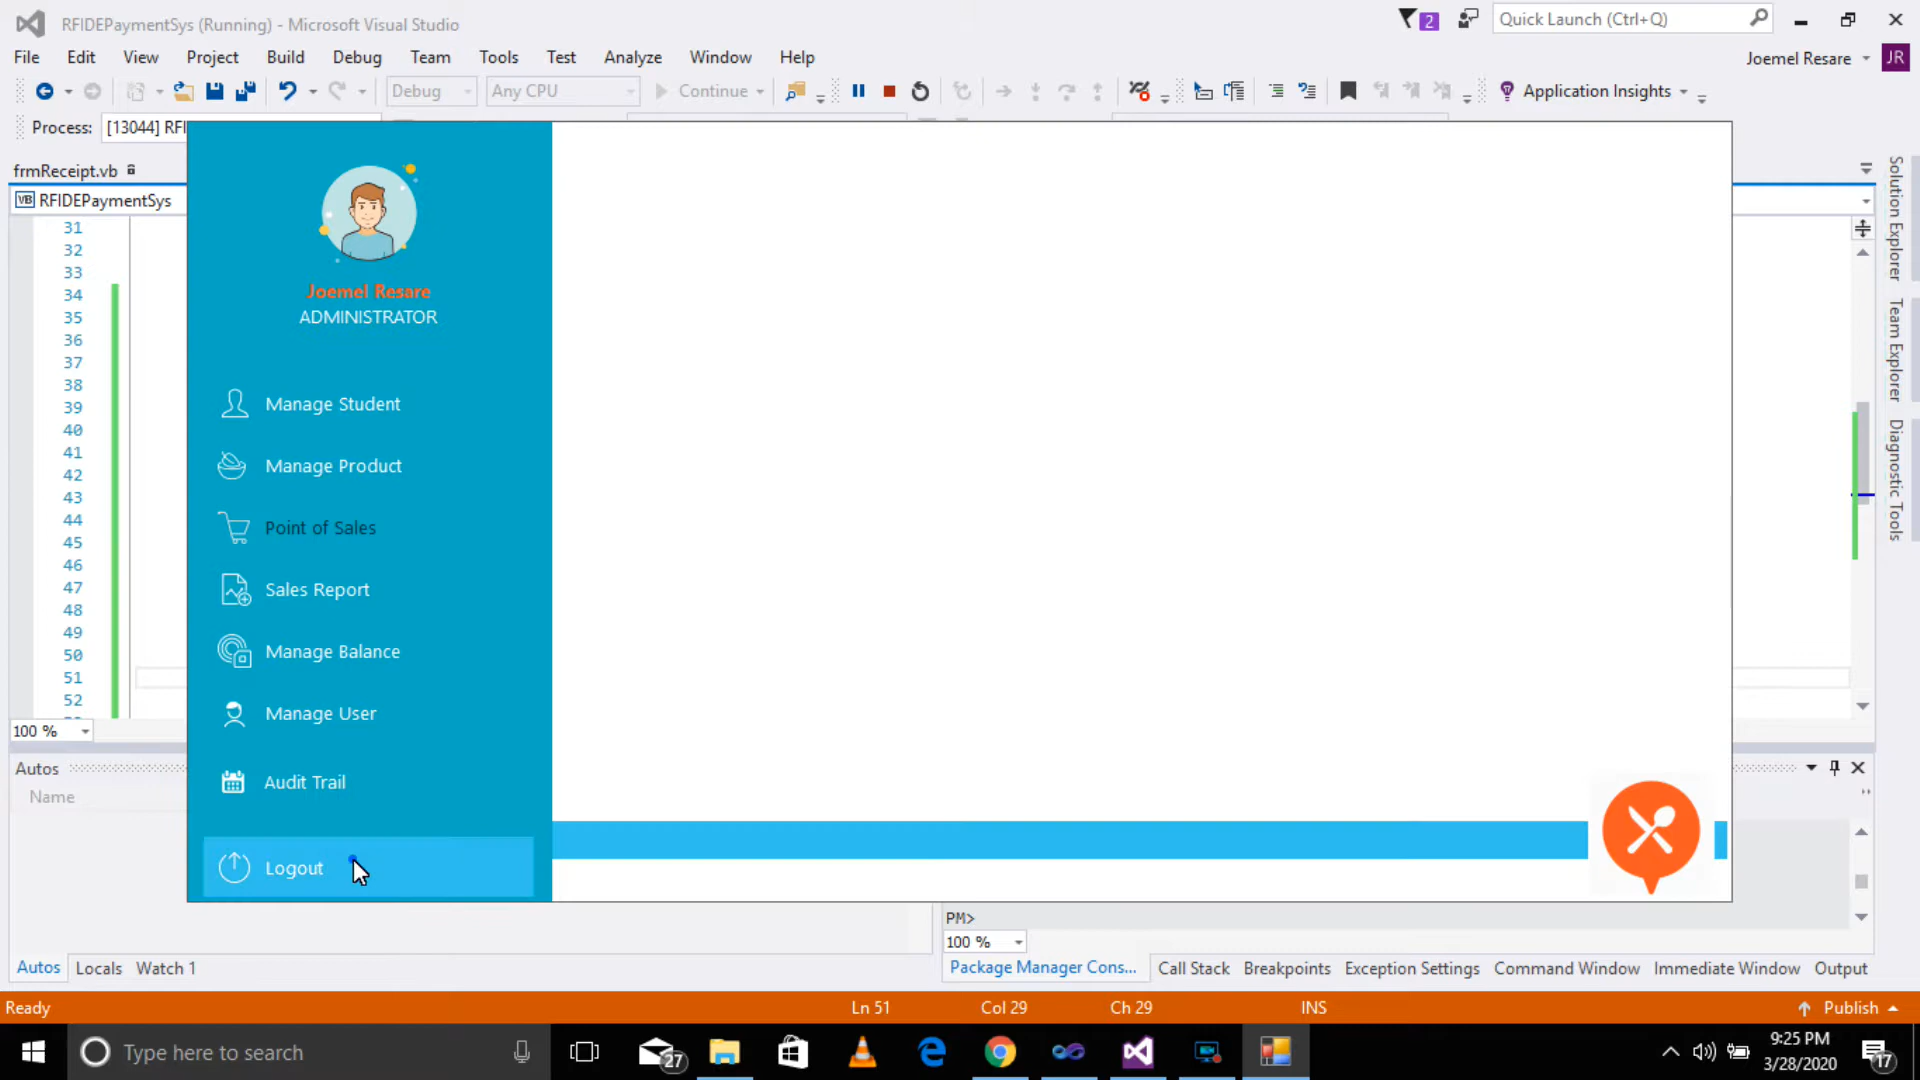 RFIDEPaymentSys (Running) - Microsoft Visual Studio
2
Quick Launch (Ctrl+Q)
File Edit View Project Build Debug Team Tools Test Analyze Window Help
Joemel Resare
JR
Debug
Any CPU
Continue
Application Insights
Process: [13044] RFI
frmReceipt.vb
VB RFIDEPaymentSys
31
32
33
34
35
36
37
38
39
40
41
42
43
44
45
46
47
48
49
50
51
52
100 %
Joemel Resare
ADMINISTRATOR
Manage Student
Manage Product
Point of Sales
Sales Report
Manage Balance
Manage User
Audit Trail
Logout
Solution Explorer
Team Explorer
Diagnostic Tools
Autos
Name
PM>
100 %
Autos Locals Watch 1
Package Manager Cons... Call Stack Breakpoints Exception Settings Command Window Immediate Window Output
Ready
Ln 51
Col 29
Ch 29
INS
Publish
Type here to search
27
9:25 PM
3/28/2020
17